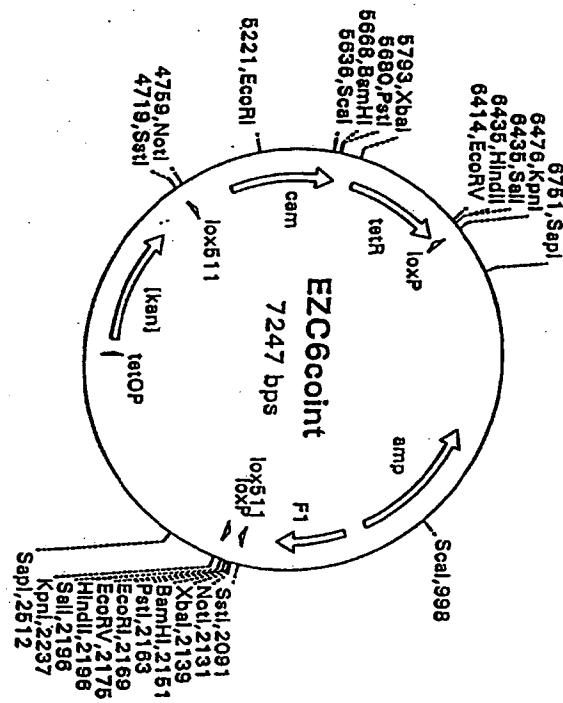 6751,SapI
6476,KpnI
6435,SalI
6435,HindII
6414,EcoRV
5793,XbaI
5680,PstI
5668,BamHI
5636,ScaI
5221,EcoRI
4759,NotI
4719,SstI
ScaI,998
amp
loxP
tetR
cam
EZC6coint
7247 bps
F1
lox511
loxP
lox511
[kan]
tetOP
SstI,2091
NotI,2131
XbaI,2139
BamHI,2151
PstI,2163
EcoRI,2169
EcoRV,2175
HindII,2196
SalI,2196
KpnI,2237
SapI,2512